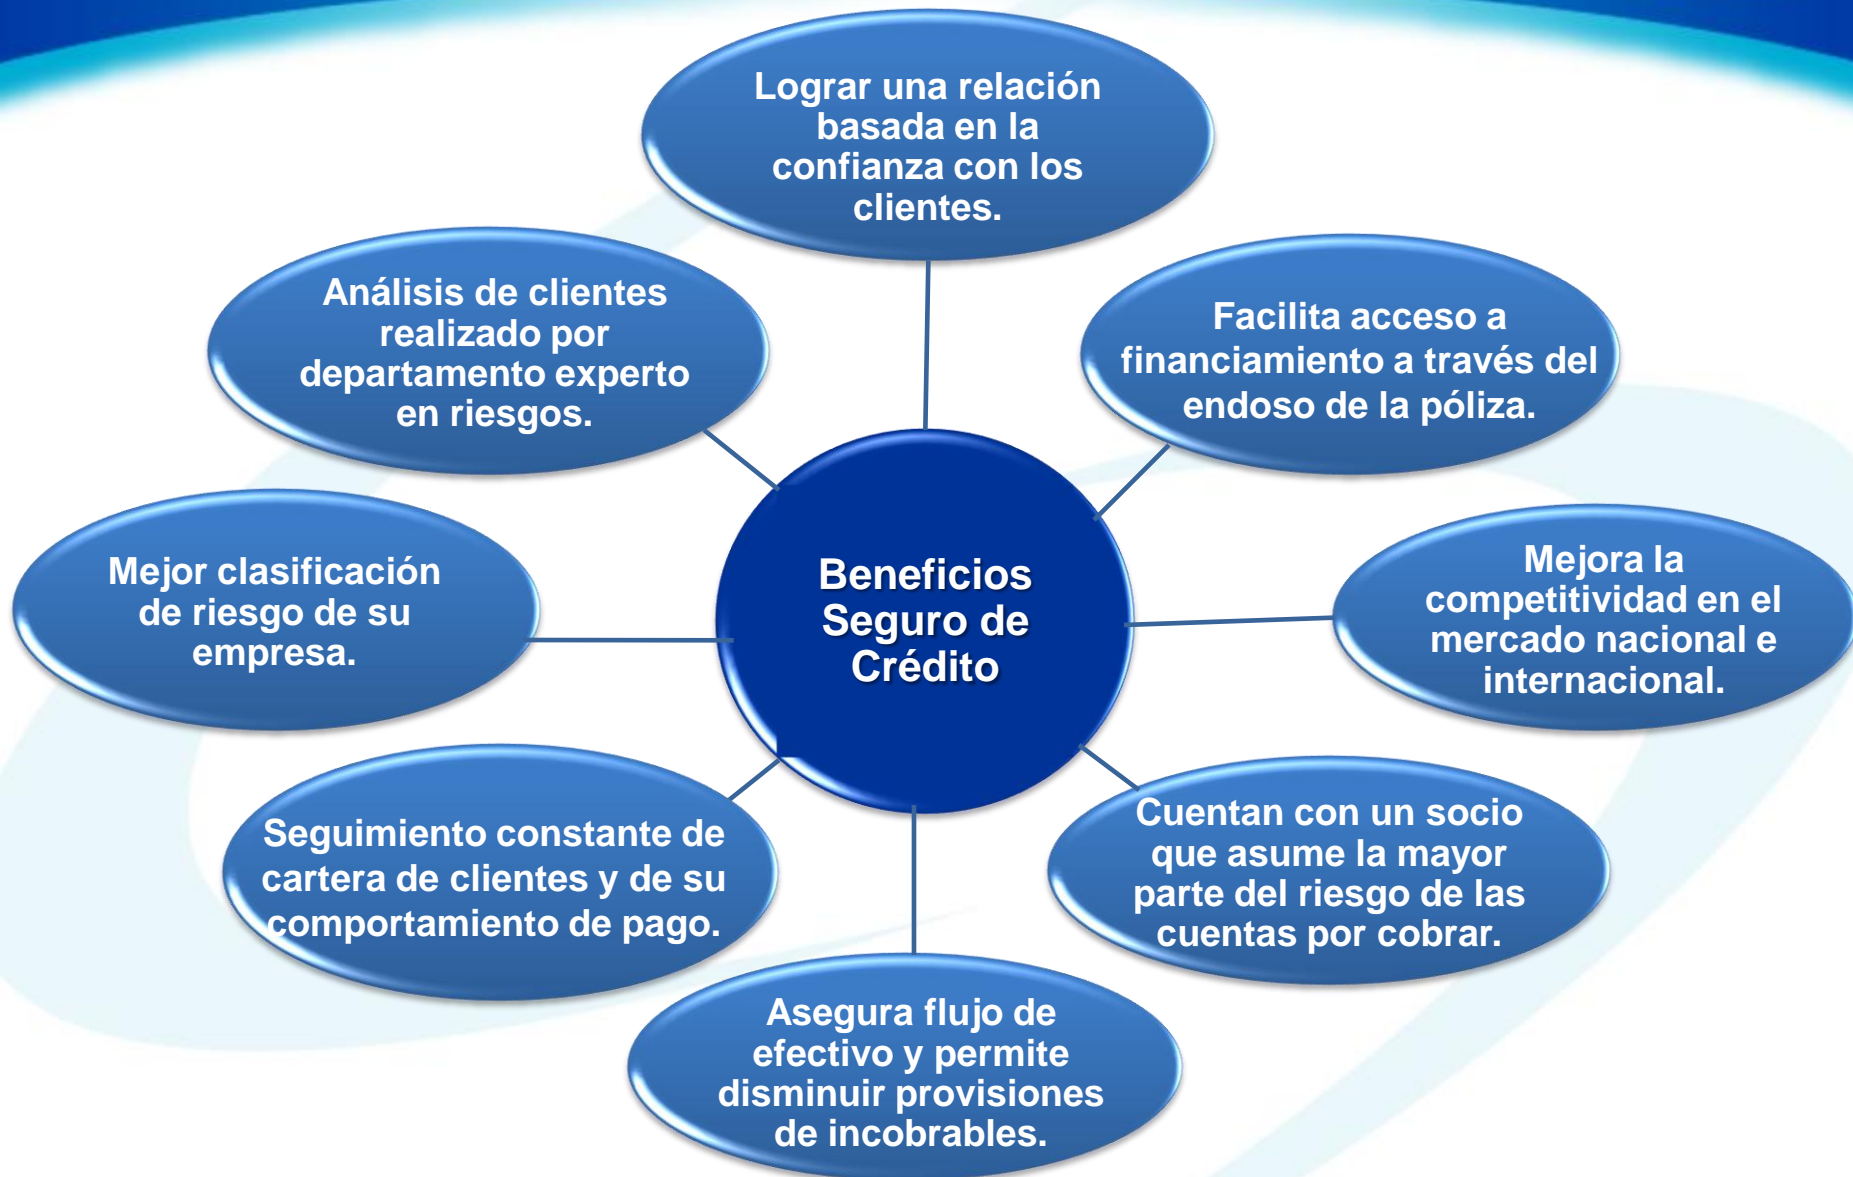 Lograr una relación
basada en la
confianza con los
clientes.
Análisis de clientes
realizado por
departamento experto
en riesgos.
Facilita acceso a
financiamiento a través del
endoso de la póliza.
Mejor clasificación
de riesgo de su
empresa.
Beneficios
Seguro de
Crédito
Mejora la
competitividad en el
mercado nacional e
internacional.
Seguimiento constante de
cartera de clientes y de su
comportamiento de pago.
Cuentan con un socio
que asume la mayor
parte del riesgo de las
cuentas por cobrar.
Asegura flujo de
efectivo y permite
disminuir provisiones
de incobrables.